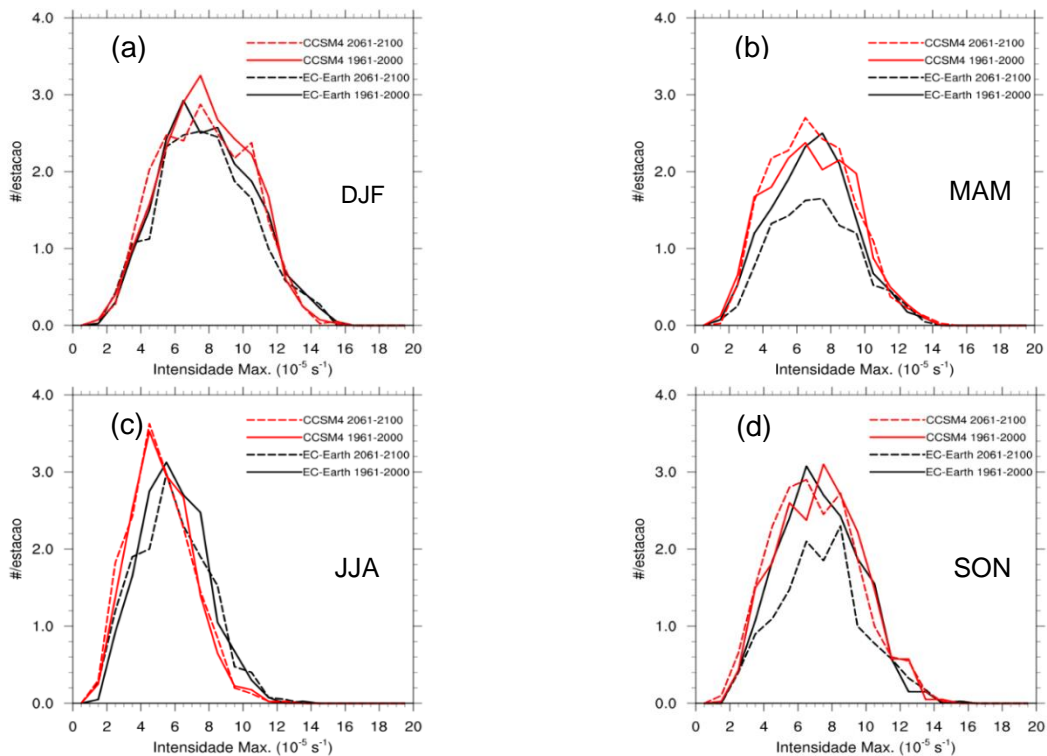 4.0
(a)
CCSM4 2061-2100
CCSM4 1961-2000
EC-Earth 2061-2100
EC-Earth 1961-2000
3.0
#/estacao
2.0
DJF
1.0
0.0
0 2 4 6 8 10 12 14 16 18 20
Intensidade Max. (10⁻⁵ s⁻¹)
4.0
(b)
CCSM4 2061-2100
CCSM4 1961-2000
EC-Earth 2061-2100
EC-Earth 1961-2000
3.0
#/estacao
2.0
MAM
1.0
0.0
0 2 4 6 8 10 12 14 16 18 20
Intensidade Max. (10⁻⁵ s⁻¹)
4.0
(c)
CCSM4 2061-2100
CCSM4 1961-2000
EC-Earth 2061-2100
EC-Earth 1961-2000
3.0
#/estacao
2.0
JJA
1.0
0.0
0 2 4 6 8 10 12 14 16 18 20
Intensidade Max. (10⁻⁵ s⁻¹)
4.0
(d)
CCSM4 2061-2100
CCSM4 1961-2000
EC-Earth 2061-2100
EC-Earth 1961-2000
3.0
#/estacao
2.0
SON
1.0
0.0
0 2 4 6 8 10 12 14 16 18 20
Intensidade Max. (10⁻⁵ s⁻¹)